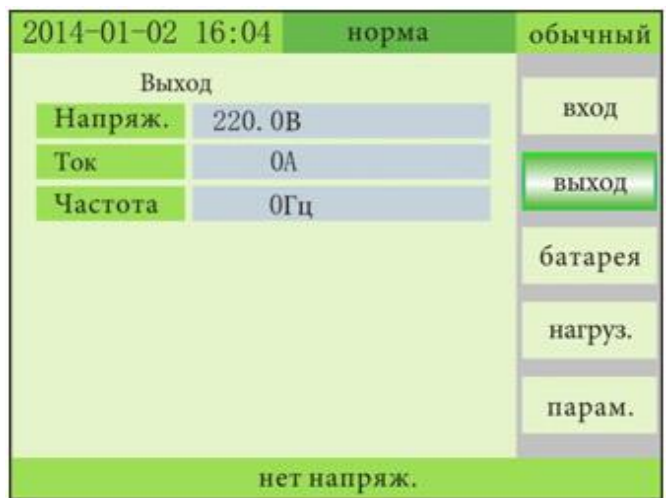 2014-01-02 16:04 норма обычный
Выход
Напряж. 220.0В
Ток 0А
Частота 0Гц
вход
выход
батарея
нагруз.
парам.
нет напряж.